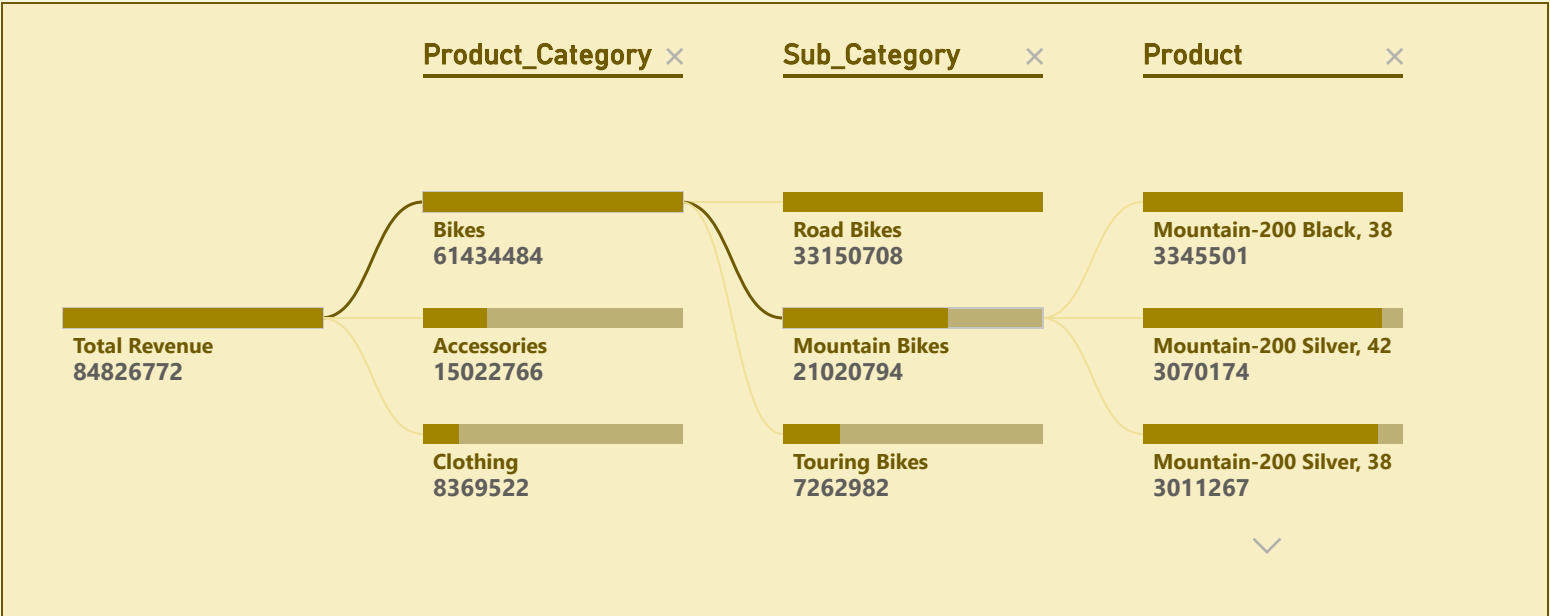 Product_Category
Sub_Category
Product
Total Revenue
84826772
Bikes
61434484
Accessories
15022766
Clothing
8369522
Road Bikes
33150708
Mountain Bikes
21020794
Touring Bikes
7262982
Mountain-200 Black, 38
3345501
Mountain-200 Silver, 42
3070174
Mountain-200 Silver, 38
3011267